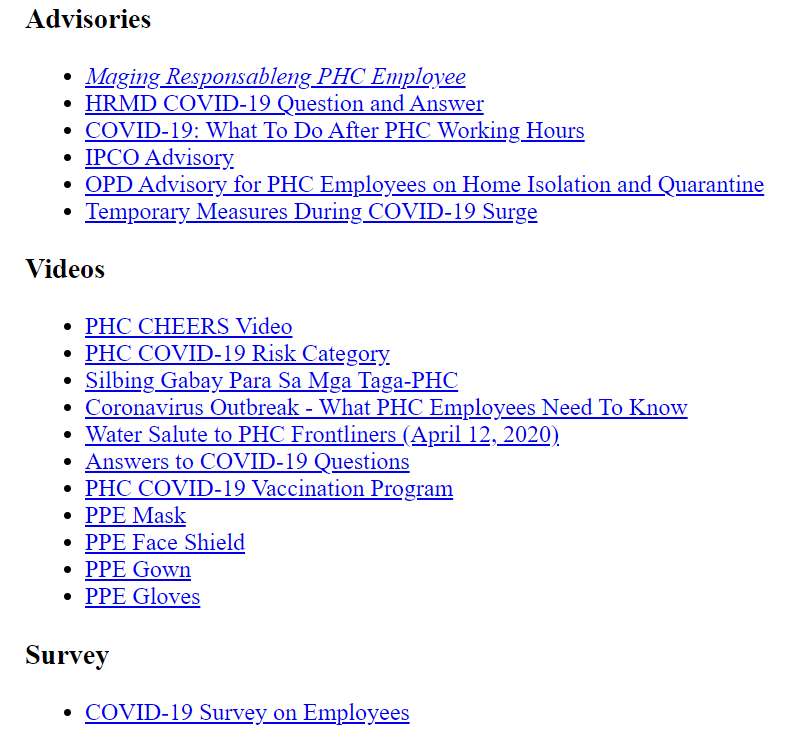 Advisories
Maging Responsableng PHC Employee
HRMD COVID-19 Question and Answer
COVID-19: What To Do After PHC Working Hours
IPCO Advisory
OPD Advisory for PHC Employees on Home Isolation and Quarantine
Temporary Measures During COVID-19 Surge
Videos
PHC CHEERS Video
PHC COVID-19 Risk Category
Silbing Gabay Para Sa Mga Taga-PHC
Coronavirus Outbreak - What PHC Employees Need To Know
Water Salute to PHC Frontliners (April 12, 2020)
Answers to COVID-19 Questions
PHC COVID-19 Vaccination Program
PPE Mask
PPE Face Shield
PPE Gown
PPE Gloves
Survey
COVID-19 Survey on Employees